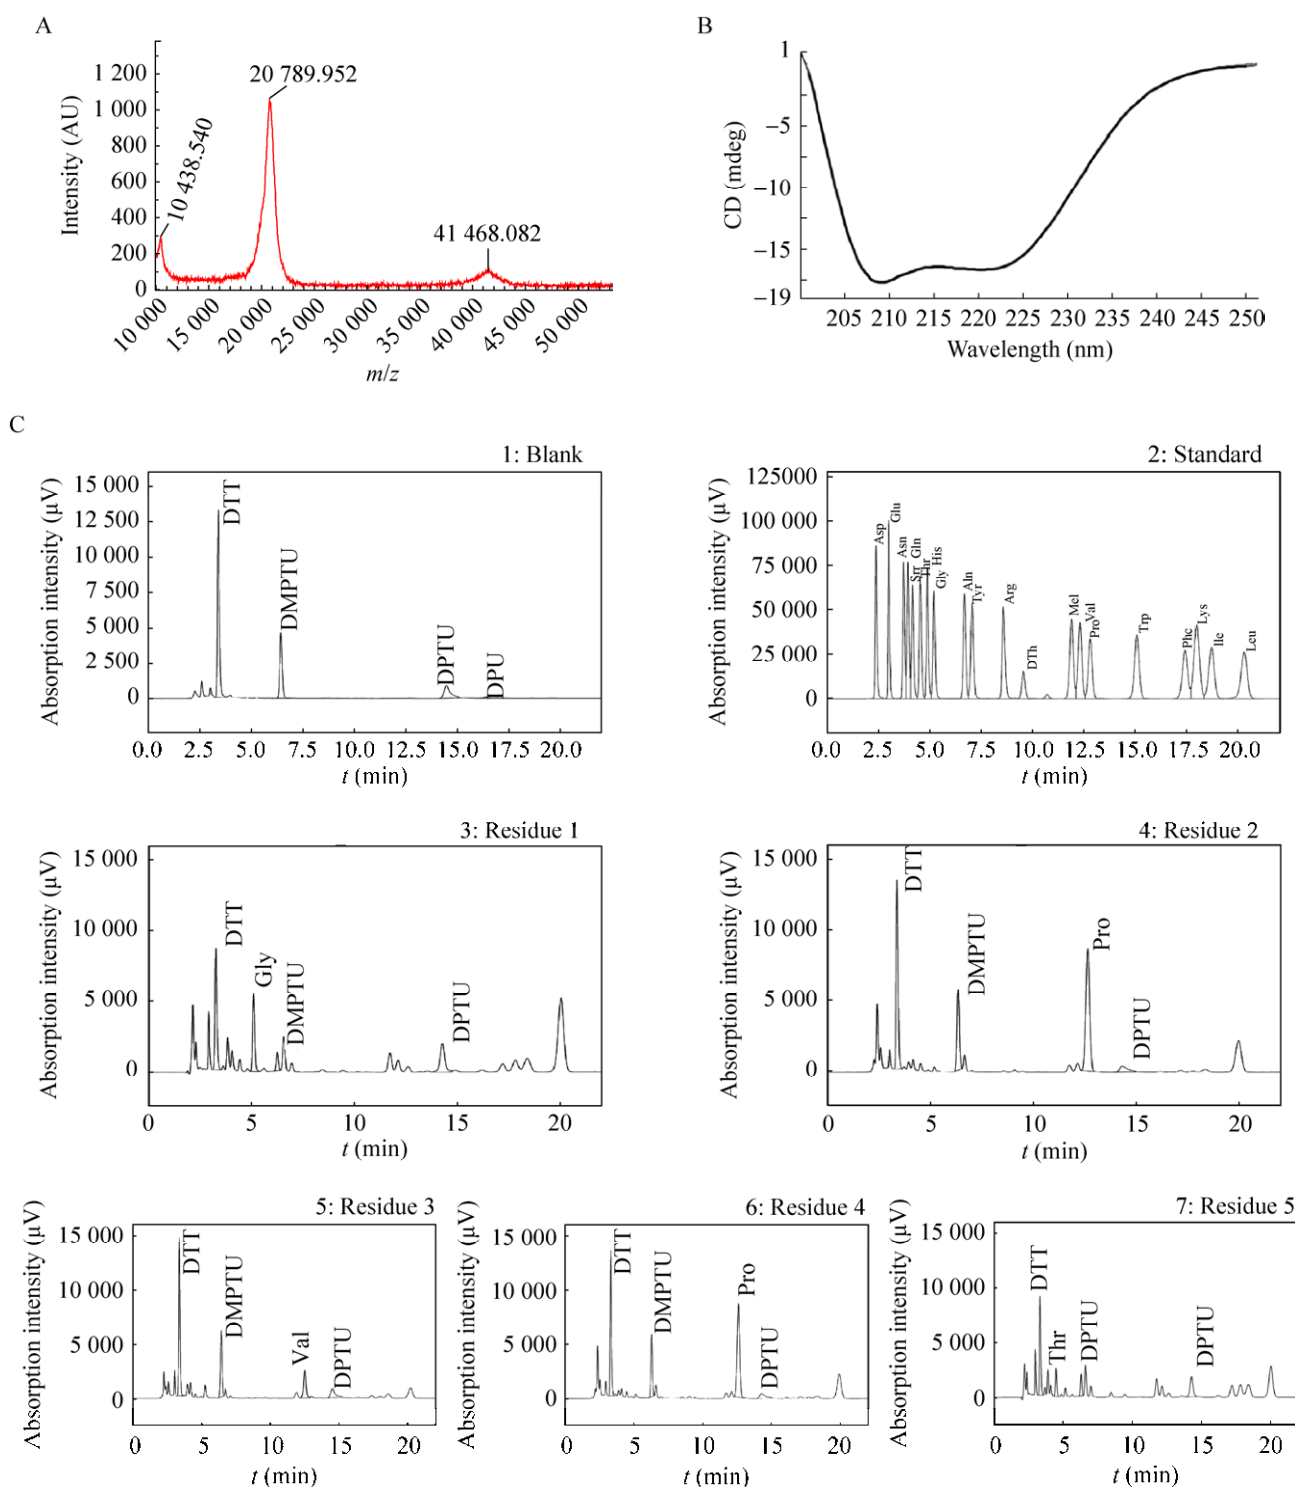 A
Intensity (AU)
1 200
1 000
800
600
400
200
0
10 438.540
20 789.952
41 468.082
10 000
15 000
20 000
25 000
30 000
35 000
40 000
45 000
50 000
m/z
B
CD (mdeg)
1
−5
−10
−15
−19
205 210 215 220 225 230 235 240 245 250
Wavelength (nm)
C
1: Blank
Absorption intensity (μV)
15 000
12 500
10 000
7 500
5 000
2 500
0
DTT
DMPTU
DPTU
DPU
0.0 2.5 5.0 7.5 10.0 12.5 15.0 17.5 20.0
t (min)
2: Standard
Absorption intensity (μV)
125 000
100 000
75 000
50 000
25 000
0
Asp
Glu
Asn
Srr
Gln
Thr
His
Gly
Aln
Tyr
Arg
DTh
Mel
Val
Pro
Trp
Phc
Lys
Ile
Leu
0.0 2.5 5.0 7.5 10.0 12.5 15.0 17.5 20.0
t (min)
3: Residue 1
Absorption intensity (μV)
15 000
10 000
5 000
0
DTT
Gly
DMPTU
DPTU
0 5 10 15 20
t (min)
4: Residue 2
Absorption intensity (μV)
15 000
10 000
5 000
0
DTT
DMPTU
Pro
DPTU
0 5 10 15 20
t (min)
5: Residue 3
Absorption intensity (μV)
15 000
10 000
5 000
0
DTT
DMPTU
Val
DPTU
0 5 10 15 20
t (min)
6: Residue 4
Absorption intensity (μV)
15 000
10 000
5 000
0
DTT
DMPTU
Pro
DPTU
0 5 10 15 20
t (min)
7: Residue 5
Absorption intensity (μV)
15 000
10 000
5 000
0
DTT
Thr
DPTU
DPTU
0 5 10 15 20
t (min)